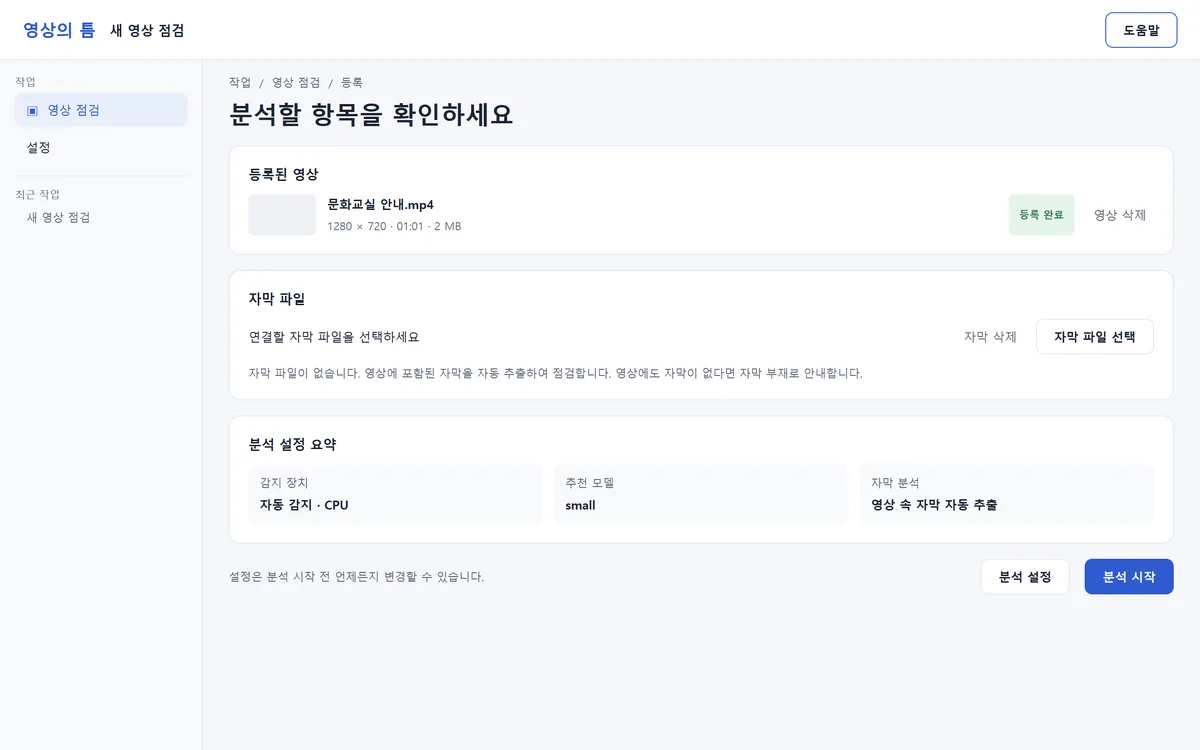 영상의 틈 새 영상 점검
도움말
작업
영상 점검
설정
최근 작업
새 영상 점검
작업 / 영상 점검 / 등록
분석할 항목을 확인하세요
등록된 영상
문화교실 안내.mp4
1280 × 720 · 01:01 · 2 MB
등록 완료
영상 삭제
자막 파일
연결할 자막 파일을 선택하세요
자막 삭제
자막 파일 선택
자막 파일이 없습니다. 영상에 포함된 자막을 자동 추출하여 점검합니다. 영상에도 자막이 없다면 자막 부재로 안내합니다.
분석 설정 요약
감지 장치
자동 감지 · CPU
추천 모델
small
자막 분석
영상 속 자막 자동 추출
설정은 분석 시작 전 언제든지 변경할 수 있습니다.
분석 설정
분석 시작